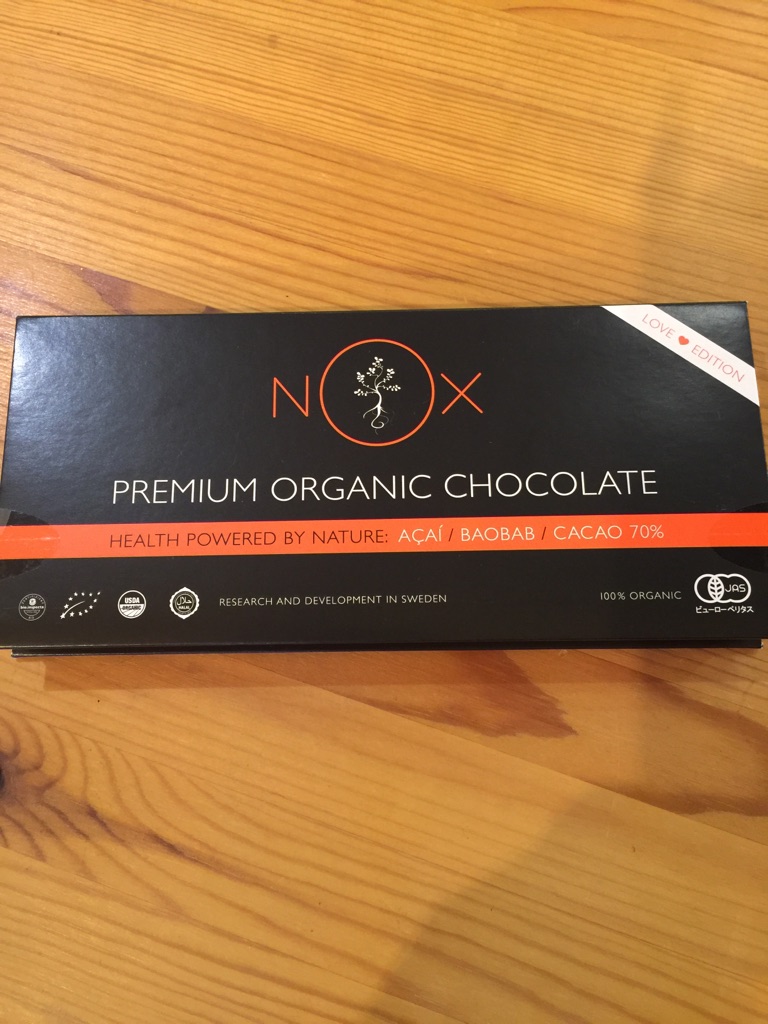 LOVE EDITION
NOX
PREMIUM ORGANIC CHOCOLATE
HEALTH POWERED BY NATURE: AÇAÍ / BAOBAB / CACAO 70%
USDA
ORGANIC
HALAL
RESEARCH AND DEVELOPMENT IN SWEDEN
100% ORGANIC
JAS
ビューローベリタス